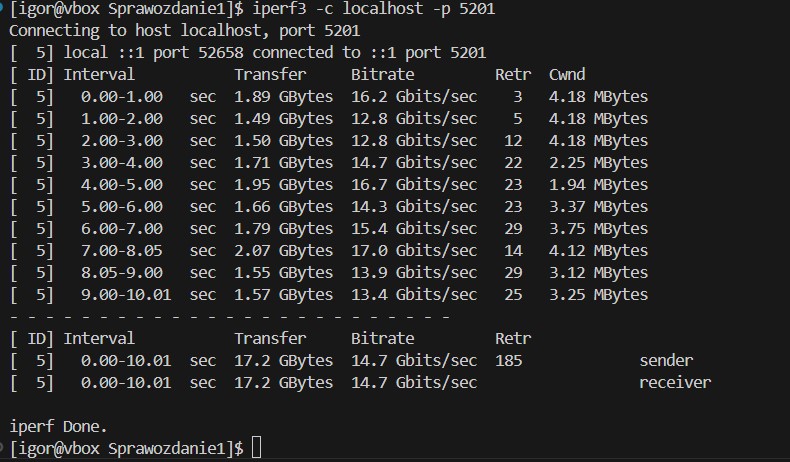 [igor@vbox Sprawozdanie1]$ iperf3 -c localhost -p 5201
Connecting to host localhost, port 5201
[  5] local ::1 port 52658 connected to ::1 port 5201
[ ID] Interval           Transfer     Bitrate         Retr  Cwnd
[  5]   0.00-1.00   sec  1.89 GBytes  16.2 Gbits/sec    3   4.18 MBytes
[  5]   1.00-2.00   sec  1.49 GBytes  12.8 Gbits/sec    5   4.18 MBytes
[  5]   2.00-3.00   sec  1.50 GBytes  12.8 Gbits/sec   12   4.18 MBytes
[  5]   3.00-4.00   sec  1.71 GBytes  14.7 Gbits/sec   22   2.25 MBytes
[  5]   4.00-5.00   sec  1.95 GBytes  16.7 Gbits/sec   23   1.94 MBytes
[  5]   5.00-6.00   sec  1.66 GBytes  14.3 Gbits/sec   23   3.37 MBytes
[  5]   6.00-7.00   sec  1.79 GBytes  15.4 Gbits/sec   29   3.75 MBytes
[  5]   7.00-8.05   sec  2.07 GBytes  17.0 Gbits/sec   14   4.12 MBytes
[  5]   8.05-9.00   sec  1.55 GBytes  13.9 Gbits/sec   29   3.12 MBytes
[  5]   9.00-10.01  sec  1.57 GBytes  13.4 Gbits/sec   25   3.25 MBytes
- - - - - - - - - - - - - - - - - - - - - - - - -
[ ID] Interval           Transfer     Bitrate         Retr
[  5]   0.00-10.01  sec  17.2 GBytes  14.7 Gbits/sec  185             sender
[  5]   0.00-10.01  sec  17.2 GBytes  14.7 Gbits/sec                  receiver

iperf Done.
[igor@vbox Sprawozdanie1]$